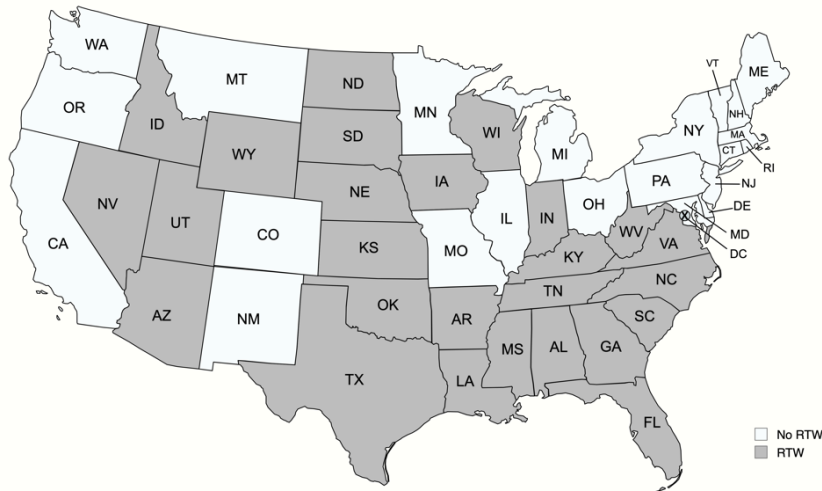 WA
MT
ND
MN
VT
ME
OR
ID
SD
WI
MI
NY
NH
MA
CT
RI
WY
IA
NE
PA
NJ
NV
UT
CO
IL
IN
OH
DE
MD
DC
CA
KS
MO
KY
WV
VA
AZ
NM
OK
AR
TN
NC
SC
TX
LA
MS
AL
GA
FL
No RTW
RTW